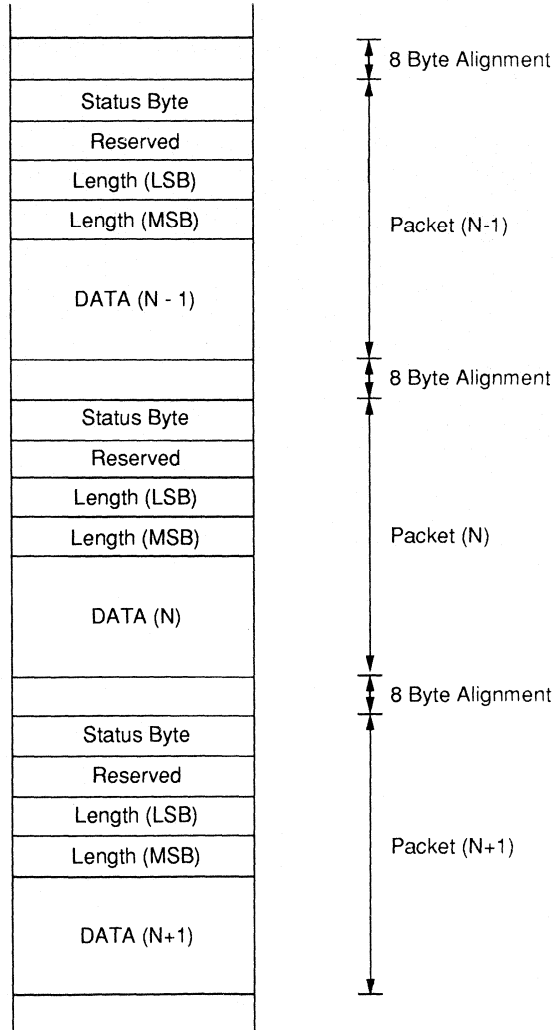 8 Byte Alignment
Status Byte
Reserved
Length (LSB)
Length (MSB)
Packet (N-1)
DATA (N - 1)
8 Byte Alignment
Status Byte
Reserved
Length (LSB)
Length (MSB)
Packet (N)
DATA (N)
8 Byte Alignment
Status Byte
Reserved
Length (LSB)
Length (MSB)
Packet (N+1)
DATA (N+1)